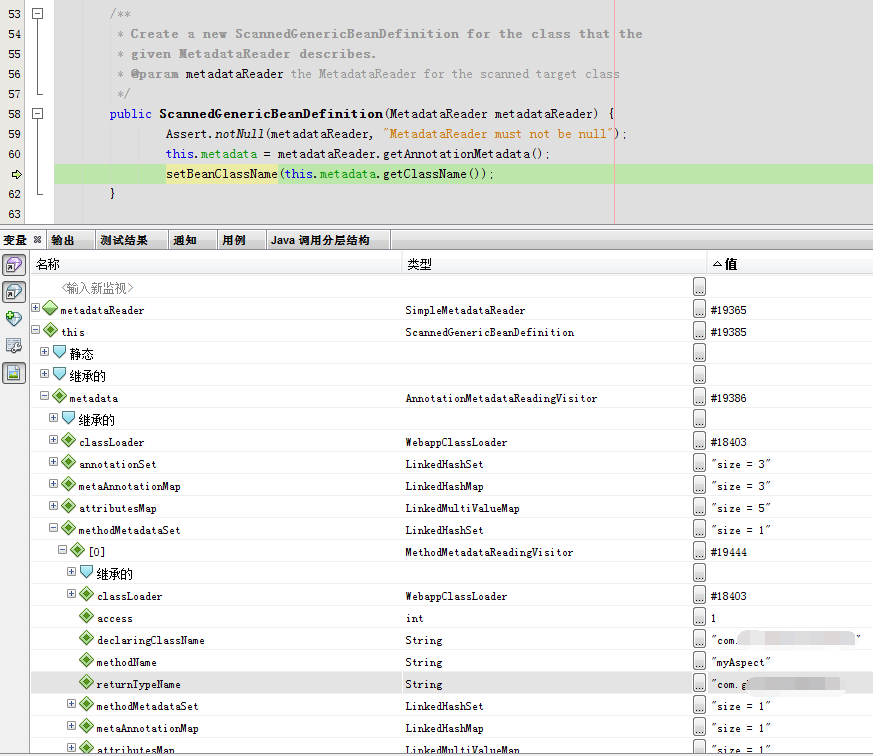 53 /**
54 * Create a new ScannedGenericBeanDefinition for the class that the
55 * given MetadataReader describes.
56 * @param metadataReader the MetadataReader for the scanned target class
57 */
58 public ScannedGenericBeanDefinition(MetadataReader metadataReader) {
59 Assert.notNull(metadataReader, "MetadataReader must not be null");
60 this.metadata = metadataReader.getAnnotationMetadata();
setBeanClassName(this.metadata.getClassName());
62 }
63
变量 输出 测试结果 通知 用例 Java 调用分层结构
名称 类型 值
<输入新监视> ...
metadataReader SimpleMetadataReader ... #19365
this ScannedGenericBeanDefinition ... #19385
静态 ...
继承的 ...
metadata AnnotationMetadataReadingVisitor ... #19386
继承的 ...
classLoader WebappClassLoader ... #18403
annotationSet LinkedHashSet ... "size = 3"
metaAnnotationMap LinkedHashMap ... "size = 3"
attributesMap LinkedMultiValueMap ... "size = 5"
methodMetadataSet LinkedHashSet ... "size = 1"
[0] MethodMetadataReadingVisitor ... #19444
继承的 ...
classLoader WebappClassLoader ... #18403
access int ... 1
declaringClassName String ... "com. "
methodName String ... "myAspect"
returnTypeName String ... "com.g
methodMetadataSet LinkedHashSet ... "size = 1"
metaAnnotationMap LinkedHashMap ... "size = 1"
attributesMap LinkedMultiValueMap ... "size = 1"